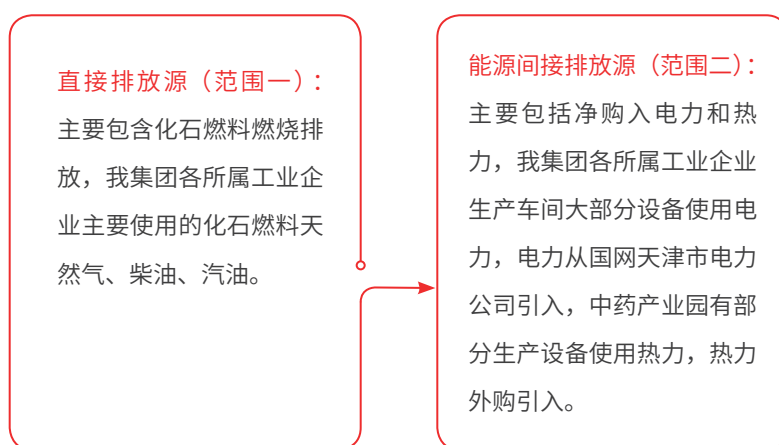 直接排放源（范围一）：
主要包含化石燃料燃烧排
放，我集团各所属工业企
业主要使用的化石燃料天
然气、柴油、汽油。
能源间接排放源（范围二）：
主要包括净购入电力和热
力，我集团各所属工业企业
生产车间大部分设备使用电
力，电力从国网天津市电力
公司引入，中药产业园有部
分生产设备使用热力，热力
外购引入。